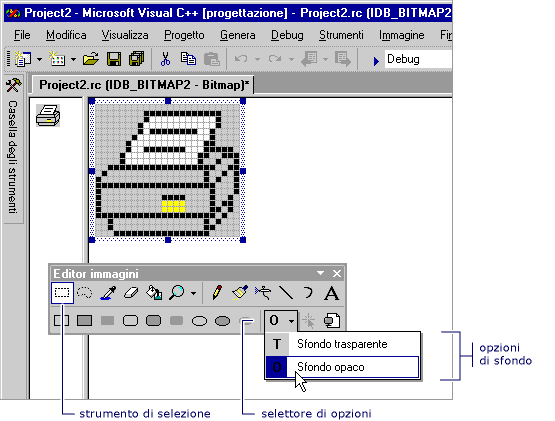 Project2 - Microsoft Visual C++ [progettazione] - Project2.rc (IDB_BITMAP2
File Modifica Visualizza Progetto Genera Debug Strumenti Immagine
Debug
Project2.rc (IDB_BITMAP2 - Bitmap)*
Casella degli strumenti
Editor immagini
A
O
T Sfondo trasparente
O Sfondo opaco
opzioni
di sfondo
strumento di selezione
selettore di opzioni